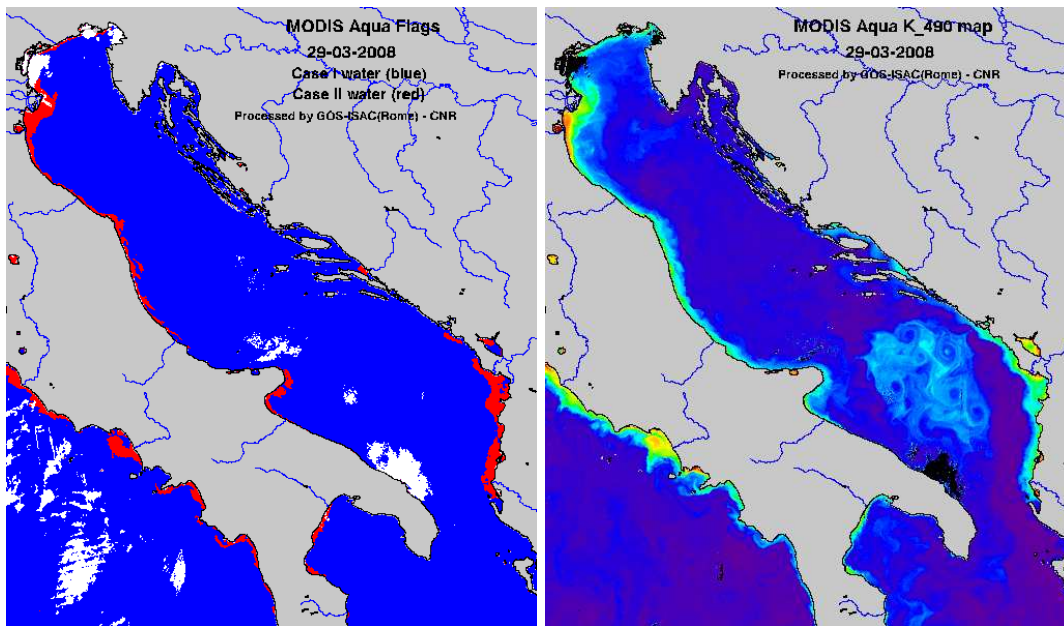 MODIS Aqua Flags
29-03-2008
Case I water (blue)
Case II water (red)
Processed by GOS-ISAC(Rome) - CNR
MODIS Aqua K_490 map
29-03-2008
Processed by GOS-ISAC(Rome) - CNR